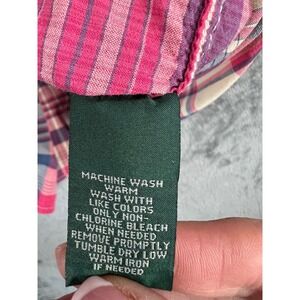 MACHINE WASH
WARM
WASH WITH
LIKE COLORS
ONLY NON-
CHLORINE BLEACH
WHEN NEEDED
REMOVE PROMPTLY
TUMBLE DRY LOW
WARM IRON
IF NEEDED